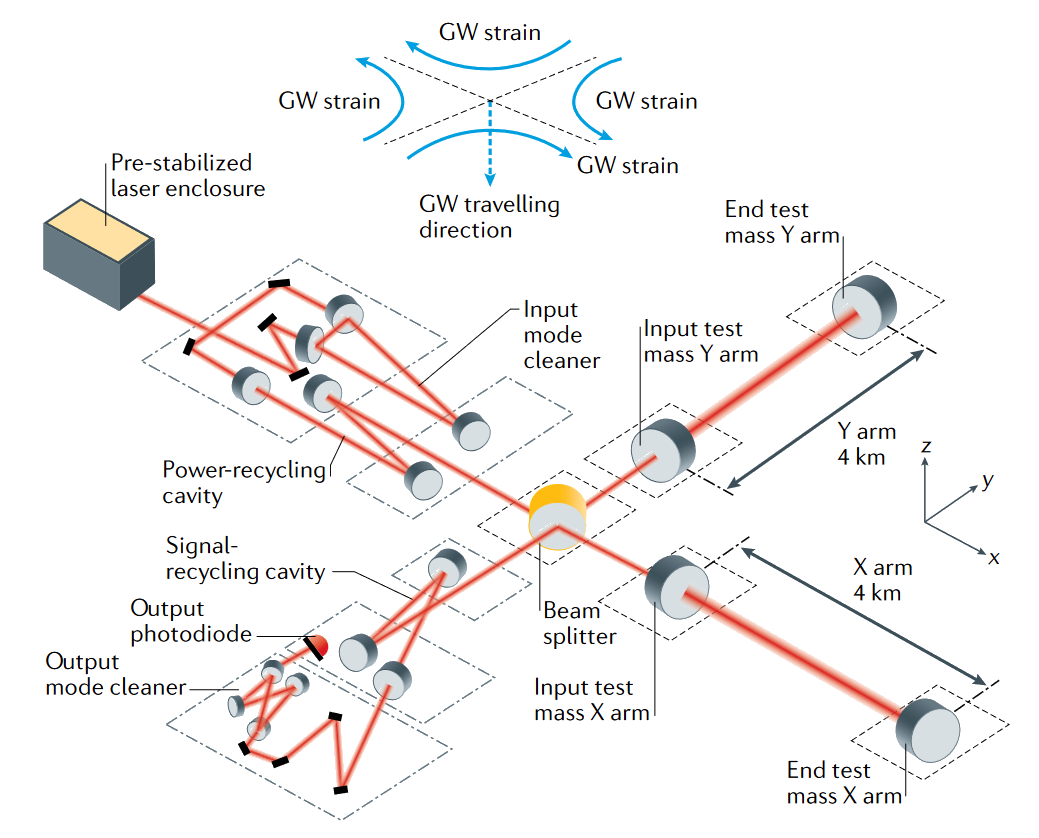 GW strain
GW strain
GW strain
GW strain
GW travelling
direction
Pre-stabilized
laser enclosure
End test
mass Y arm
Input
mode
cleaner
Input test
mass Y arm
Y arm
4 km
z
y
x
Power-recycling
cavity
Signal-
recycling cavity
Output
photodiode
Output
mode cleaner
Beam
splitter
X arm
4 km
Input test
mass X arm
End test
mass X arm